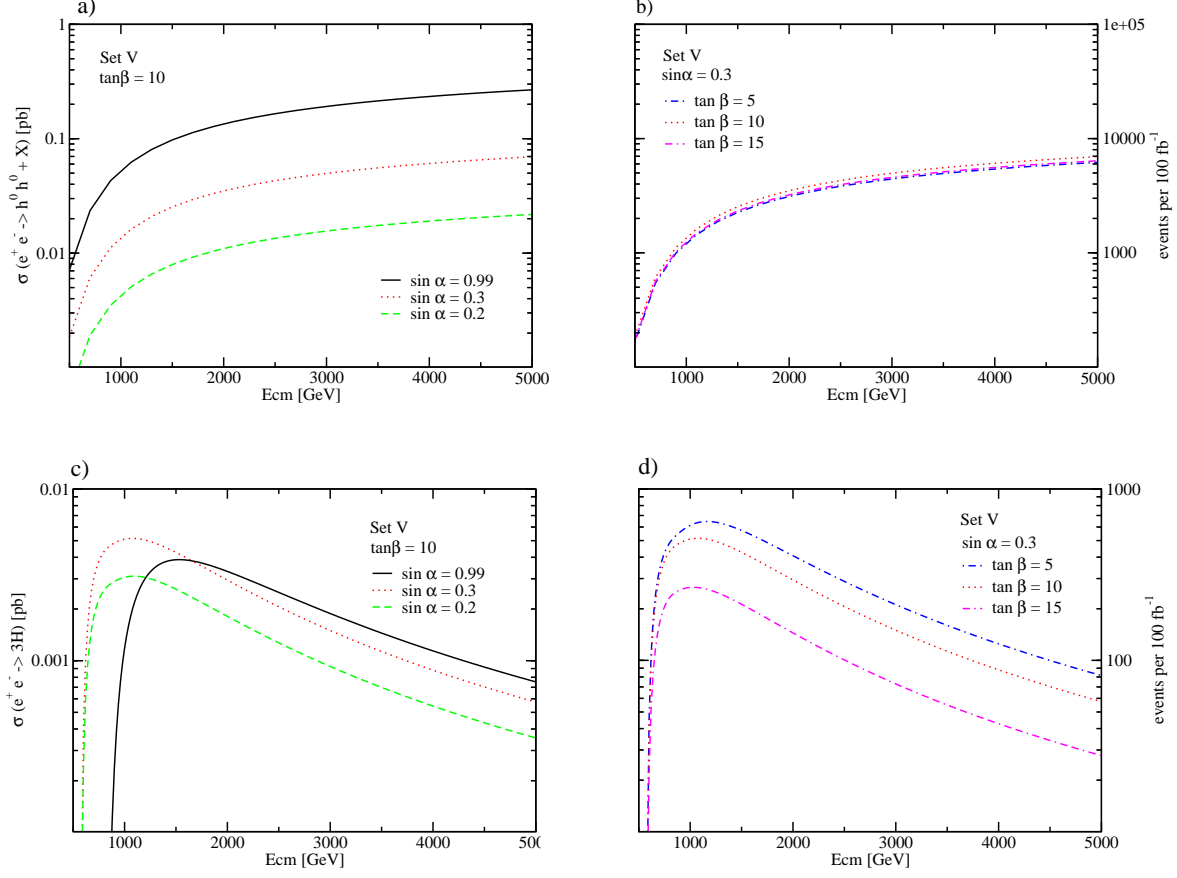 a)
σ (e⁺ e⁻ -> h⁰ h⁰ + X) [pb]
1
0.1
0.01
Set V
tanβ = 10
sin α = 0.99
sin α = 0.3
sin α = 0.2
1000 2000 3000 4000 5000
Ecm [GeV]
b)
Set V
sinα = 0.3
tan β = 5
tan β = 10
tan β = 15
1e+05
10000
1000
events per 100 fb⁻¹
1000 2000 3000 4000 5000
Ecm [GeV]
c)
σ (e⁺ e⁻ -> 3H) [pb]
0.01
0.001
Set V
tanβ = 10
sin α = 0.99
sin α = 0.3
sin α = 0.2
1000 2000 3000 4000 500
Ecm [GeV]
d)
Set V
sin α = 0.3
tan β = 5
tan β = 10
tan β = 15
1000
100
events per 100 fb⁻¹
1000 2000 3000 4000 5000
Ecm [GeV]